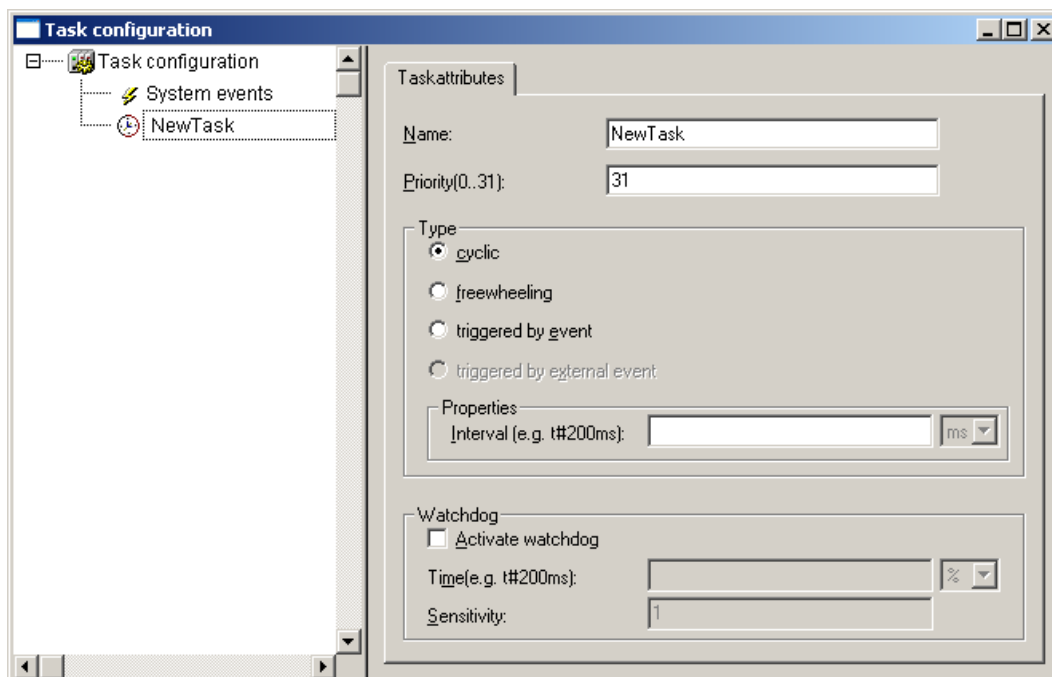 Task configuration
Task configuration
System events
NewTask
Taskattributes
Name: NewTask
Priority(0..31): 31
Type
cyclic
freewheeling
triggered by event
triggered by external event
Properties
Interval (e.g. t#200ms): ms
Watchdog
Activate watchdog
Time(e.g. t#200ms): %
Sensitivity: 1